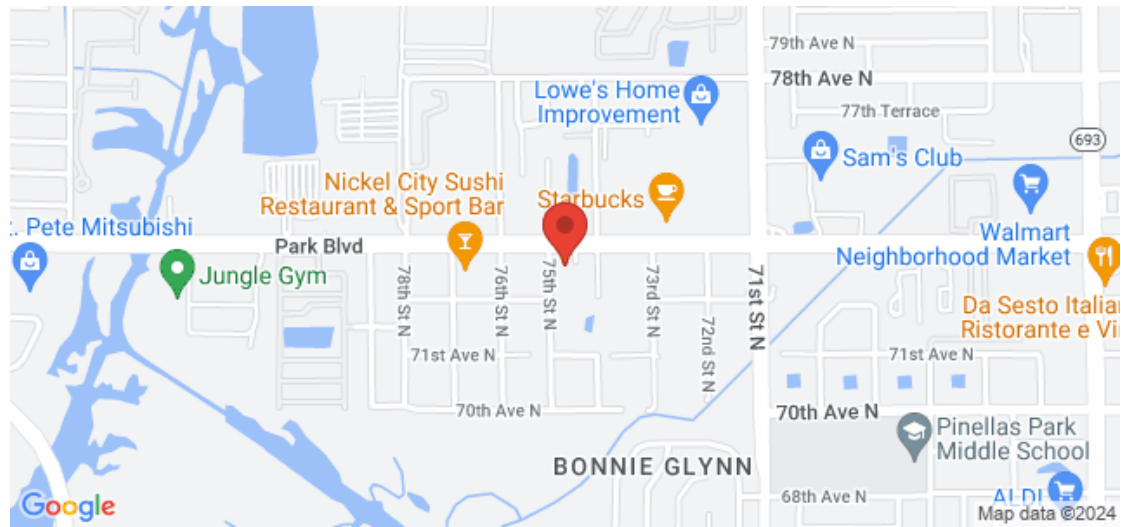 79th Ave N
78th Ave N
Lowe's Home
Improvement
77th Terrace
693
Sam's Club
Nickel City Sushi
Restaurant & Sport Bar
Starbucks
. Pete Mitsubishi
Park Blvd
Walmart
Neighborhood Market
Jungle Gym
78th St N
76th St N
75th St N
73rd St N
71st St N
72nd St N
Da Sesto Italia
Ristorante e Vi
71st Ave N
71st Ave N
70th Ave N
70th Ave N
Pinellas Park
Middle School
BONNIE GLYNN
68th Ave N
ALDI
Google
Map data ©2024